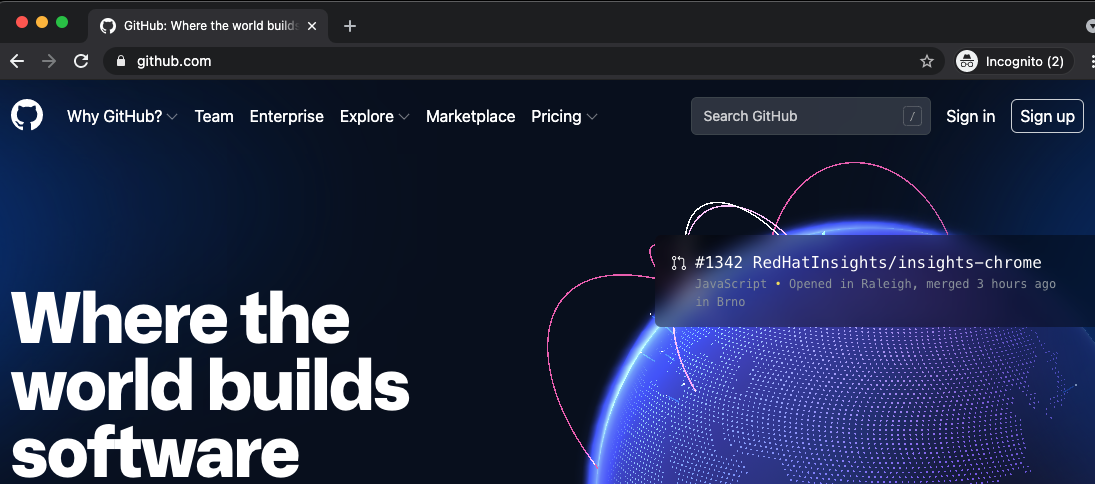 GitHub: Where the world builds
github.com
Incognito (2)
Why GitHub? Team Enterprise Explore Marketplace Pricing Search GitHub / Sign in Sign up
#1342 RedHatInsights/insights-chrome
JavaScript • Opened in Raleigh, merged 3 hours ago
in Brno
Where the
world builds
software